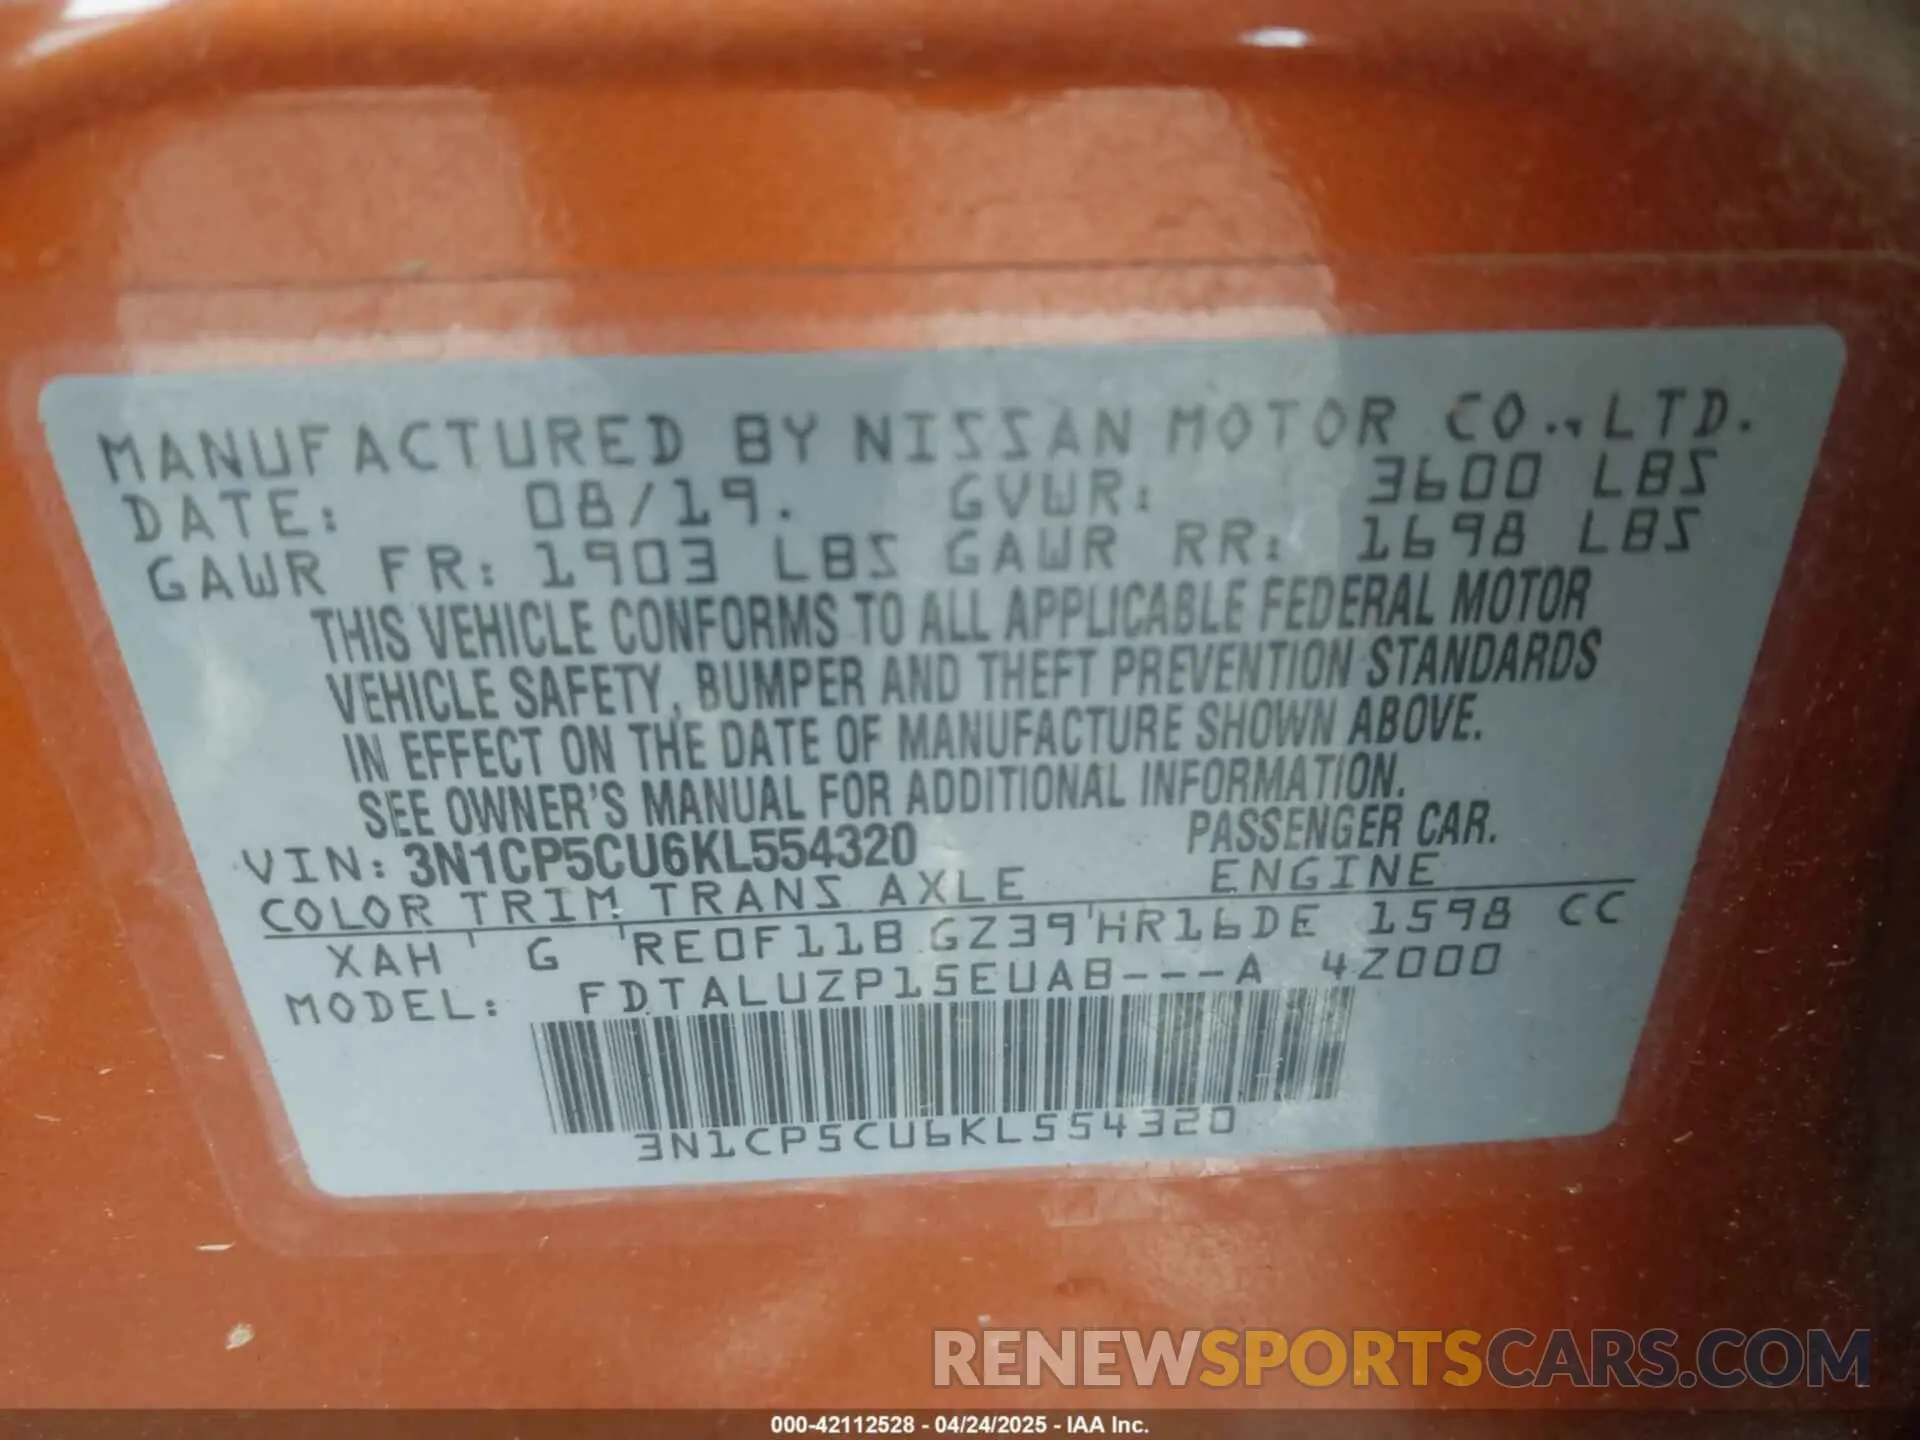 MANUFACTURED BY NISSAN MOTOR CO., LTD.
DATE: 08/19. GVWR: 3600 LBS
GAWR FR: 1903 LBS GAWR RR: 1698 LBS
THIS VEHICLE CONFORMS TO ALL APPLICABLE FEDERAL MOTOR
VEHICLE SAFETY, BUMPER AND THEFT PREVENTION STANDARDS
IN EFFECT ON THE DATE OF MANUFACTURE SHOWN ABOVE.
SEE OWNER'S MANUAL FOR ADDITIONAL INFORMATION.
VIN: 3N1CP5CU6KL554320 PASSENGER CAR.
COLOR TRIM TRANS AXLE ENGINE
XAH G RE0F11B GZ39 HR16DE 1598 CC
MODEL: FDTALUZP15EUAB---A 4Z000
3N1CP5CU6KL554320
RENEWSPORTSCARS.COM
000-42112528 - 04/24/2025 - IAA Inc.